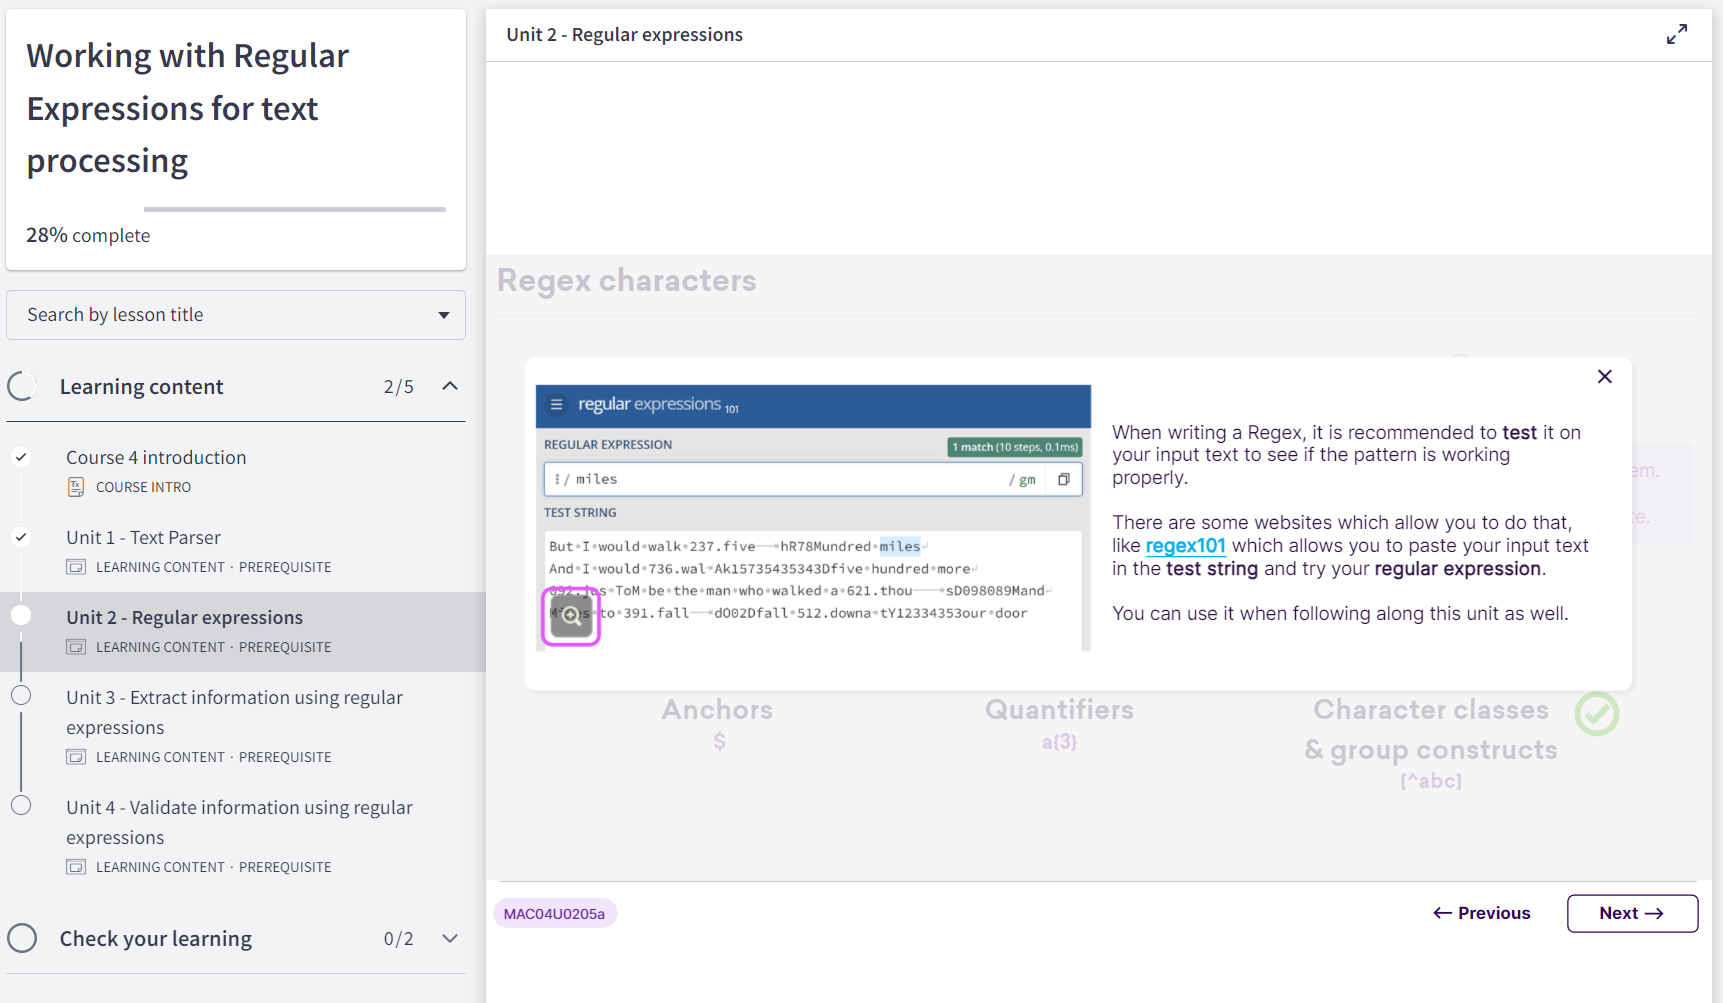 Working with Regular
Expressions for text
processing
28% complete
Search by lesson title
Learning content 2/5
Course 4 introduction
COURSE INTRO
Unit 1 - Text Parser
LEARNING CONTENT · PREREQUISITE
Unit 2 - Regular expressions
LEARNING CONTENT · PREREQUISITE
Unit 3 - Extract information using regular
expressions
LEARNING CONTENT · PREREQUISITE
Unit 4 - Validate information using regular
expressions
LEARNING CONTENT · PREREQUISITE
Check your learning 0/2
Unit 2 - Regular expressions
Regex characters
regular expressions 101
REGULAR EXPRESSION
1 match (10 steps, 0.1ms)
/ miles / gm
TEST STRING
But·I·would·walk·237.five hR78Mundred·miles
And·I·would·736.wal Ak15735435343Dfive·hundred·more
ToM·be·the·man·who·walked·a·621.thou sD098089Mand
to·391.fall dO02Dfall·512.downa tY12334353our·door
When writing a Regex, it is recommended to test it on
your input text to see if the pattern is working
properly.
There are some websites which allow you to do that,
like regex101 which allows you to paste your input text
in the test string and try your regular expression.
You can use it when following along this unit as well.
em.
te.
Anchors
$
Quantifiers
a{3}
Character classes
& group constructs
[^abc]
MAC04U0205a
← Previous
Next →